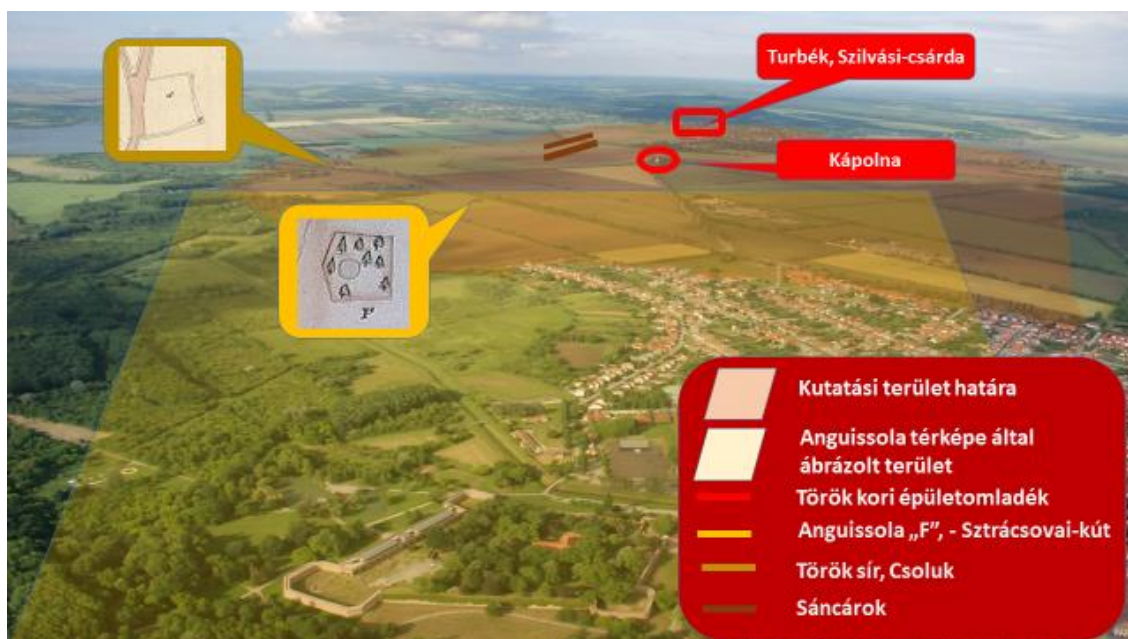 Turbék, Szilvási-csárda
Kápolna
F
Kutatási terület határa
Anguissola térképe által
ábrázolt terület
Török kori épületomladék
Anguissola „F”, - Sztrácsovai-kút
Török sír, Csoluk
Sáncárok